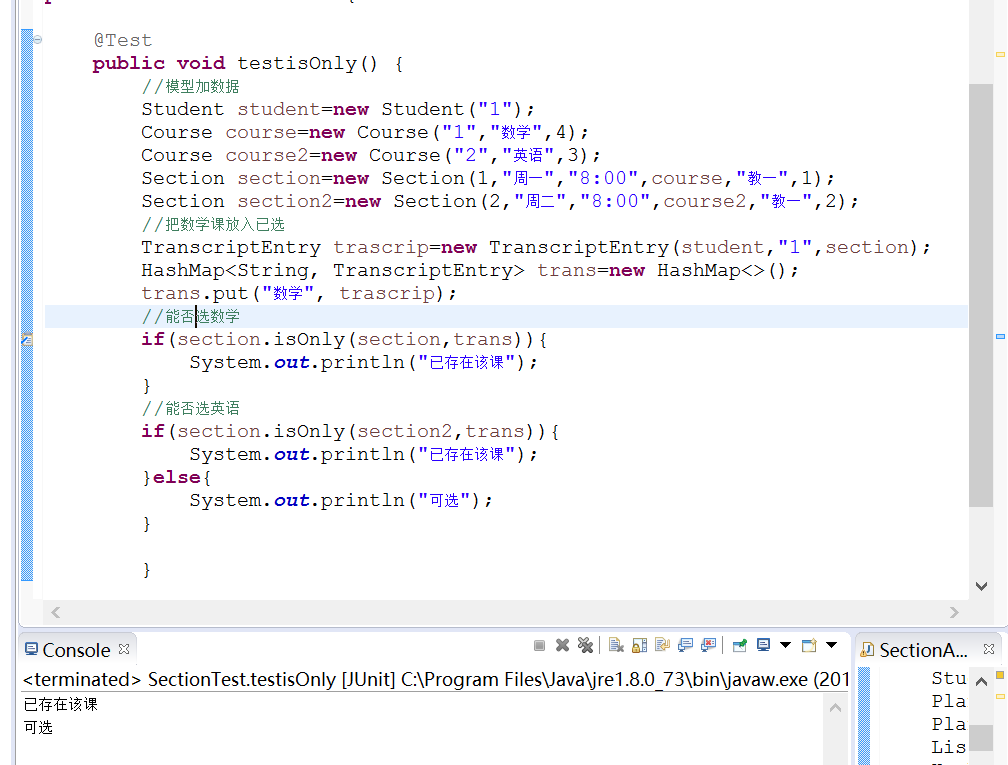 @Test
public void testisOnly() {
//模型加数据
Student student=new Student("1");
Course course=new Course("1","数学",4);
Course course2=new Course("2","英语",3);
Section section=new Section(1,"周一","8:00",course,"教一",1);
Section section2=new Section(2,"周二","8:00",course2,"教一",2);
//把数学课放入已选
TranscriptEntry trascrip=new TranscriptEntry(student,"1",section);
HashMap<String, TranscriptEntry> trans=new HashMap<>();
trans.put("数学", trascrip);
//能否选数学
if(section.isOnly(section,trans)){
System.out.println("已存在该课");
}
//能否选英语
if(section.isOnly(section2,trans)){
System.out.println("已存在该课");
}else{
System.out.println("可选");
}
}
Console
SectionA...
<terminated> SectionTest.testisOnly [JUnit] C:\Program Files\Java\jre1.8.0_73\bin\javaw.exe (201
已存在该课
可选
Stu
Pla
Pla
Lis